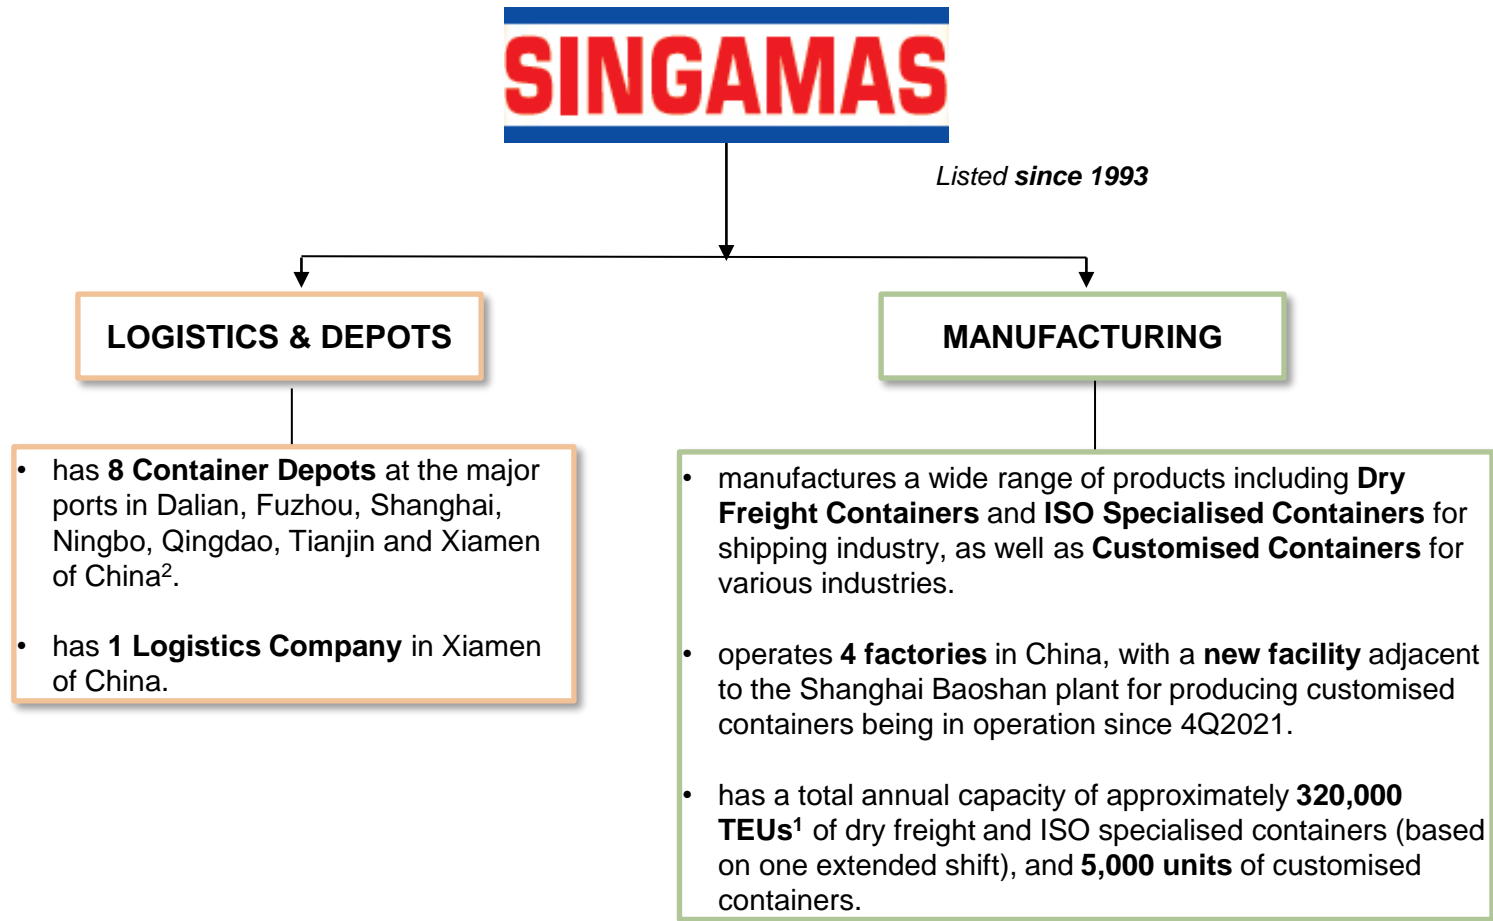 SINGAMAS
Listed since 1993
LOGISTICS & DEPOTS
• has 8 Container Depots at the major
ports in Dalian, Fuzhou, Shanghai,
Ningbo, Qingdao, Tianjin and Xiamen
of China².
• has 1 Logistics Company in Xiamen
of China.
MANUFACTURING
• manufactures a wide range of products including Dry
Freight Containers and ISO Specialised Containers for
shipping industry, as well as Customised Containers for
various industries.
• operates 4 factories in China, with a new facility adjacent
to the Shanghai Baoshan plant for producing customised
containers being in operation since 4Q2021.
• has a total annual capacity of approximately 320,000
TEUs¹ of dry freight and ISO specialised containers (based
on one extended shift), and 5,000 units of customised
containers.